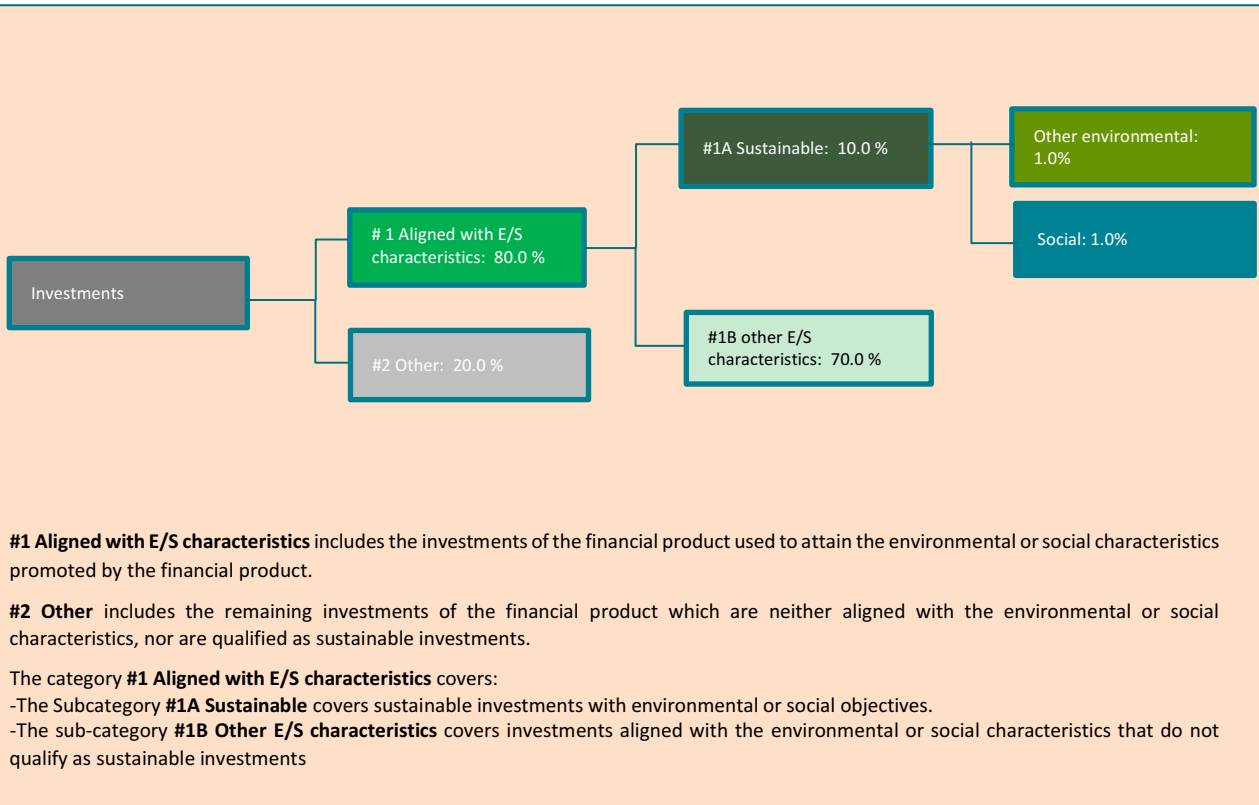 Investments
# 1 Aligned with E/S
characteristics:  80.0 %
#2 Other:  20.0 %
#1A Sustainable:  10.0 %
#1B other E/S
characteristics:  70.0 %
Other environmental:
1.0%
Social: 1.0%
#1 Aligned with E/S characteristics includes the investments of the financial product used to attain the environmental or social characteristics
promoted by the financial product.
#2 Other includes the remaining investments of the financial product which are neither aligned with the environmental or social
characteristics, nor are qualified as sustainable investments.
The category #1 Aligned with E/S characteristics covers:
-The Subcategory #1A Sustainable covers sustainable investments with environmental or social objectives.
-The sub-category #1B Other E/S characteristics covers investments aligned with the environmental or social characteristics that do not
qualify as sustainable investments